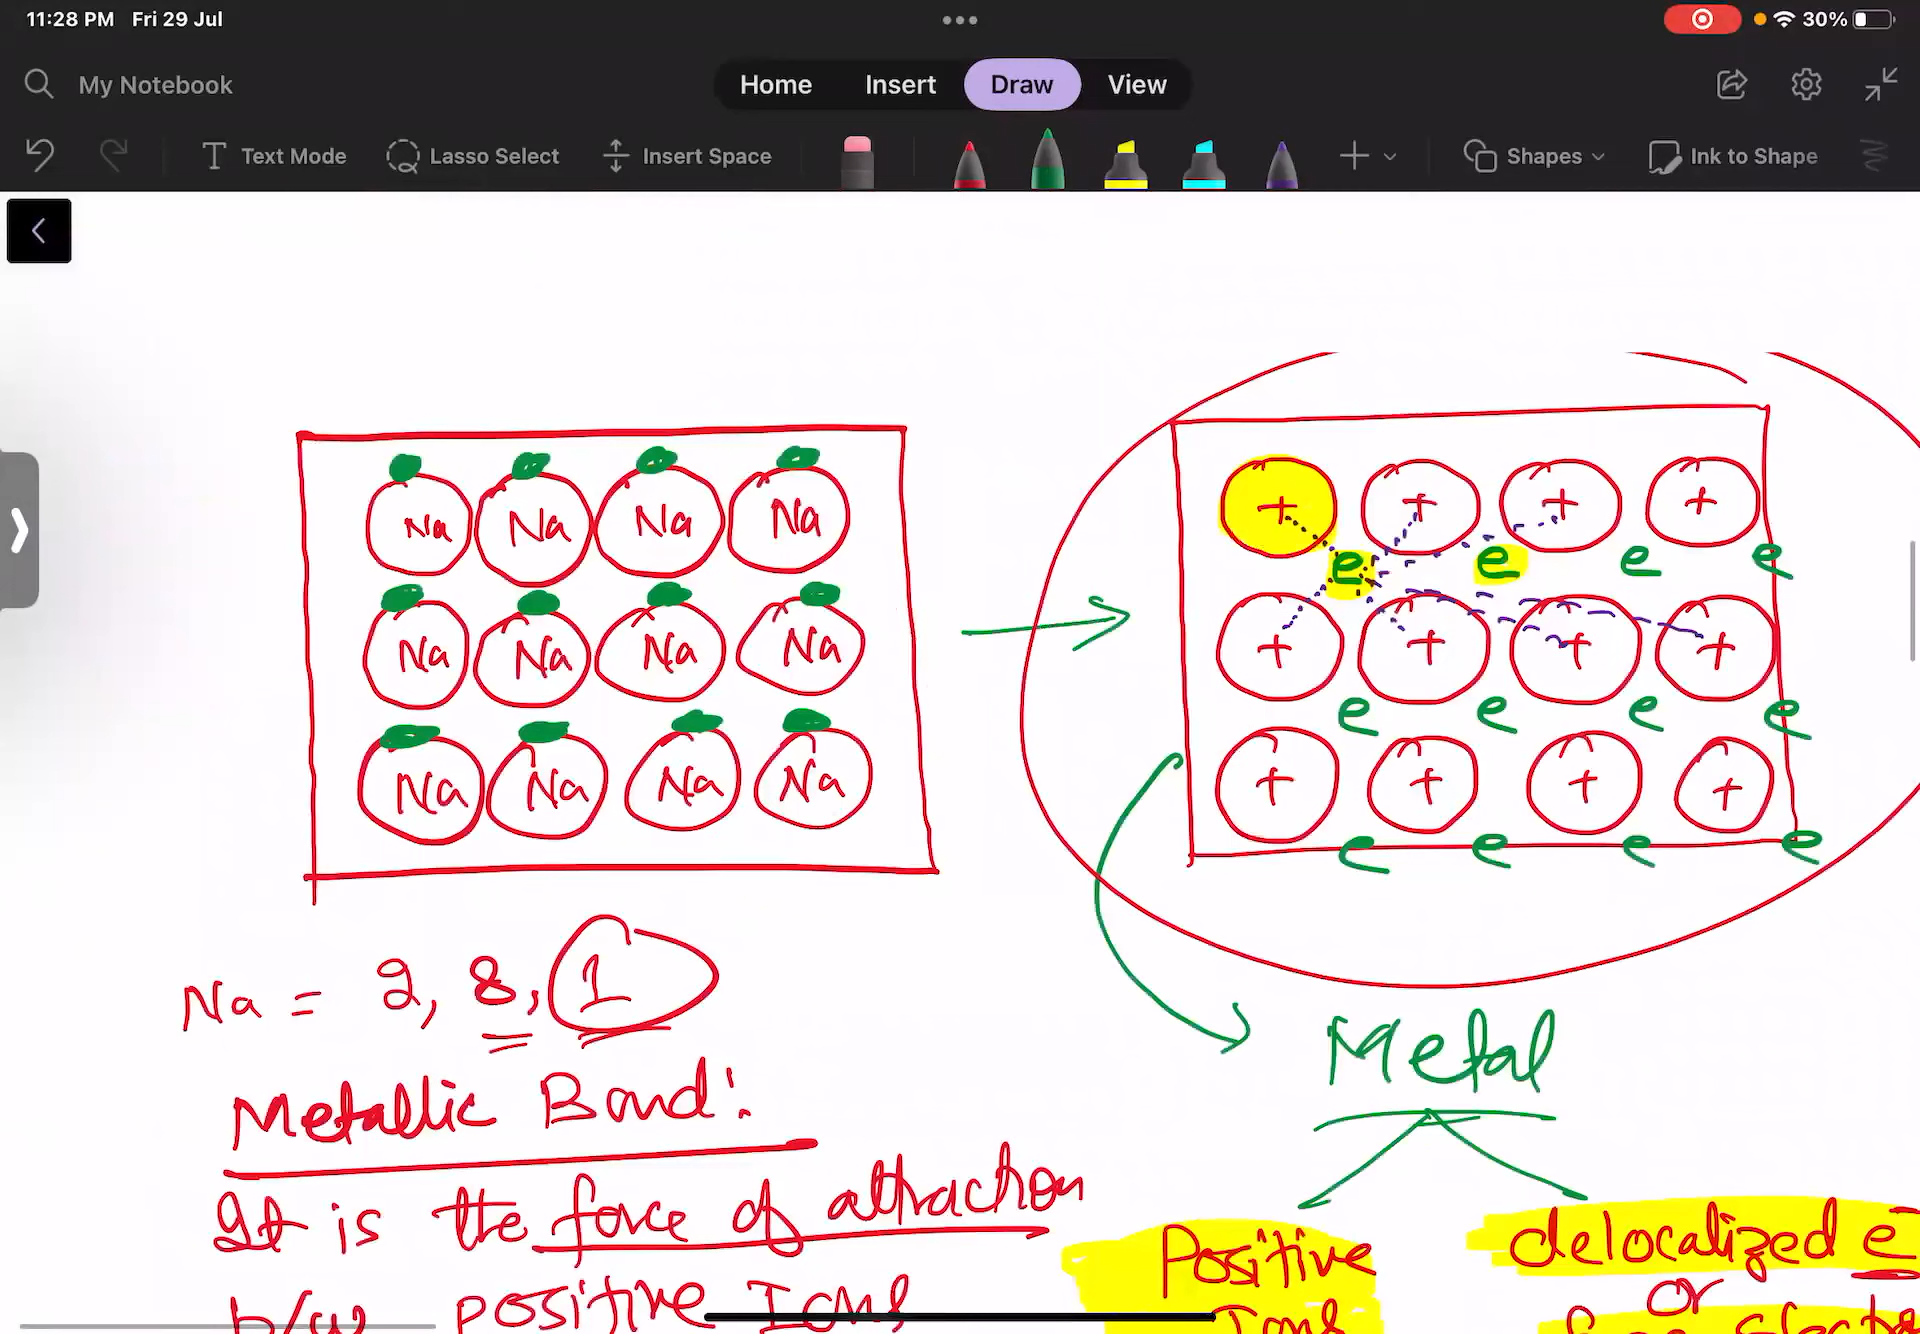 11:28 PM Fri 29 Jul
30%
My Notebook
Home Insert Draw View
Text Mode Lasso Select Insert Space Shapes Ink to Shape
Na Na Na Na
Na Na Na Na
Na Na Na Na
+ + + +
e e e e
+ + + +
e e e e
+ + + +
e e e e
Na = 2, 8, 1
Metallic Bond:
It is the force of attraction
b/w positive Ions
Metal
Positive
Ions
delocalized e
or
free